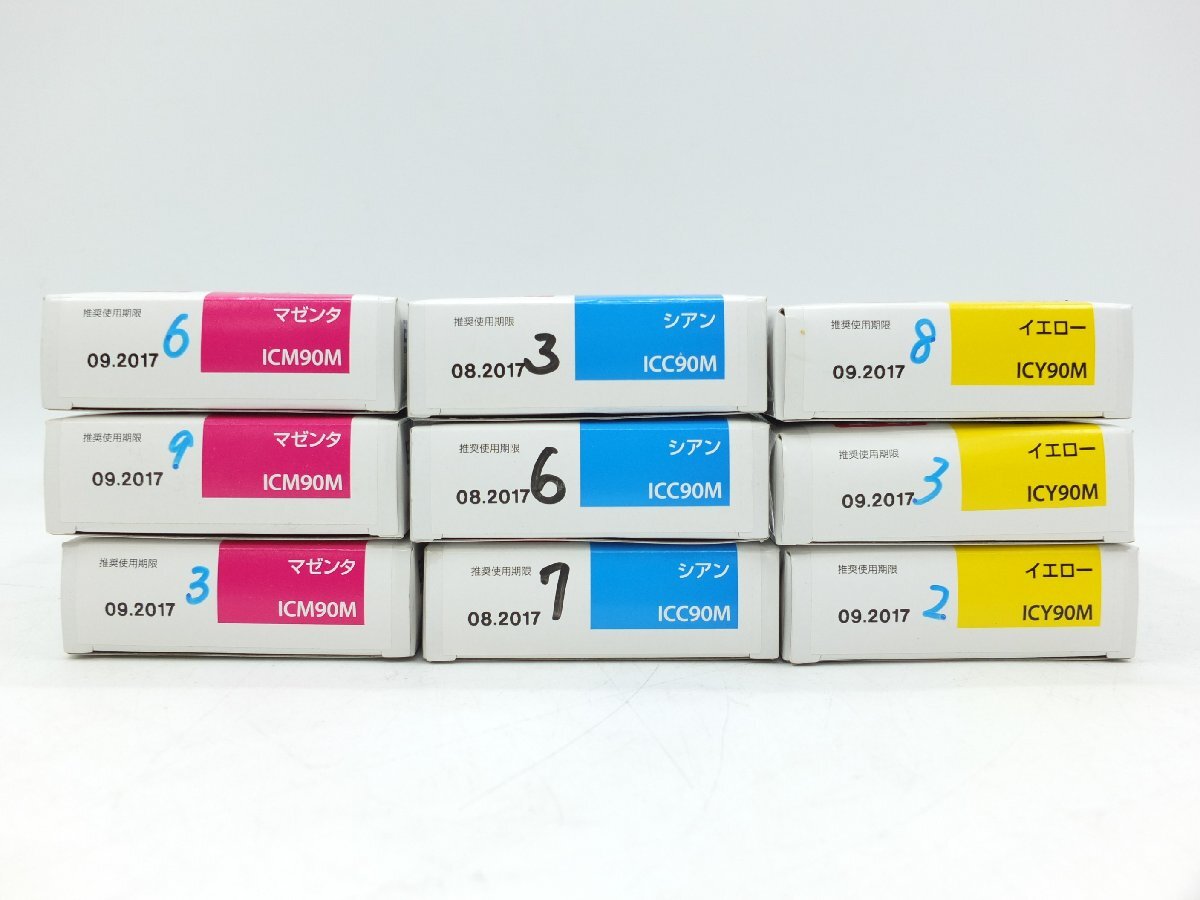 推奨使用期限
09.2017
6
マゼンタ
ICM90M
推奨使用期限
08.2017
3
シアン
ICC90M
推奨使用期限
09.2017
8
イエロー
ICY90M
推奨使用期限
09.2017
9
マゼンタ
ICM90M
推奨使用期限
08.2017
6
シアン
ICC90M
推奨使用期限
09.2017
3
イエロー
ICY90M
推奨使用期限
09.2017
3
マゼンタ
ICM90M
推奨使用期限
08.2017
7
シアン
ICC90M
推奨使用期限
09.2017
2
イエロー
ICY90M